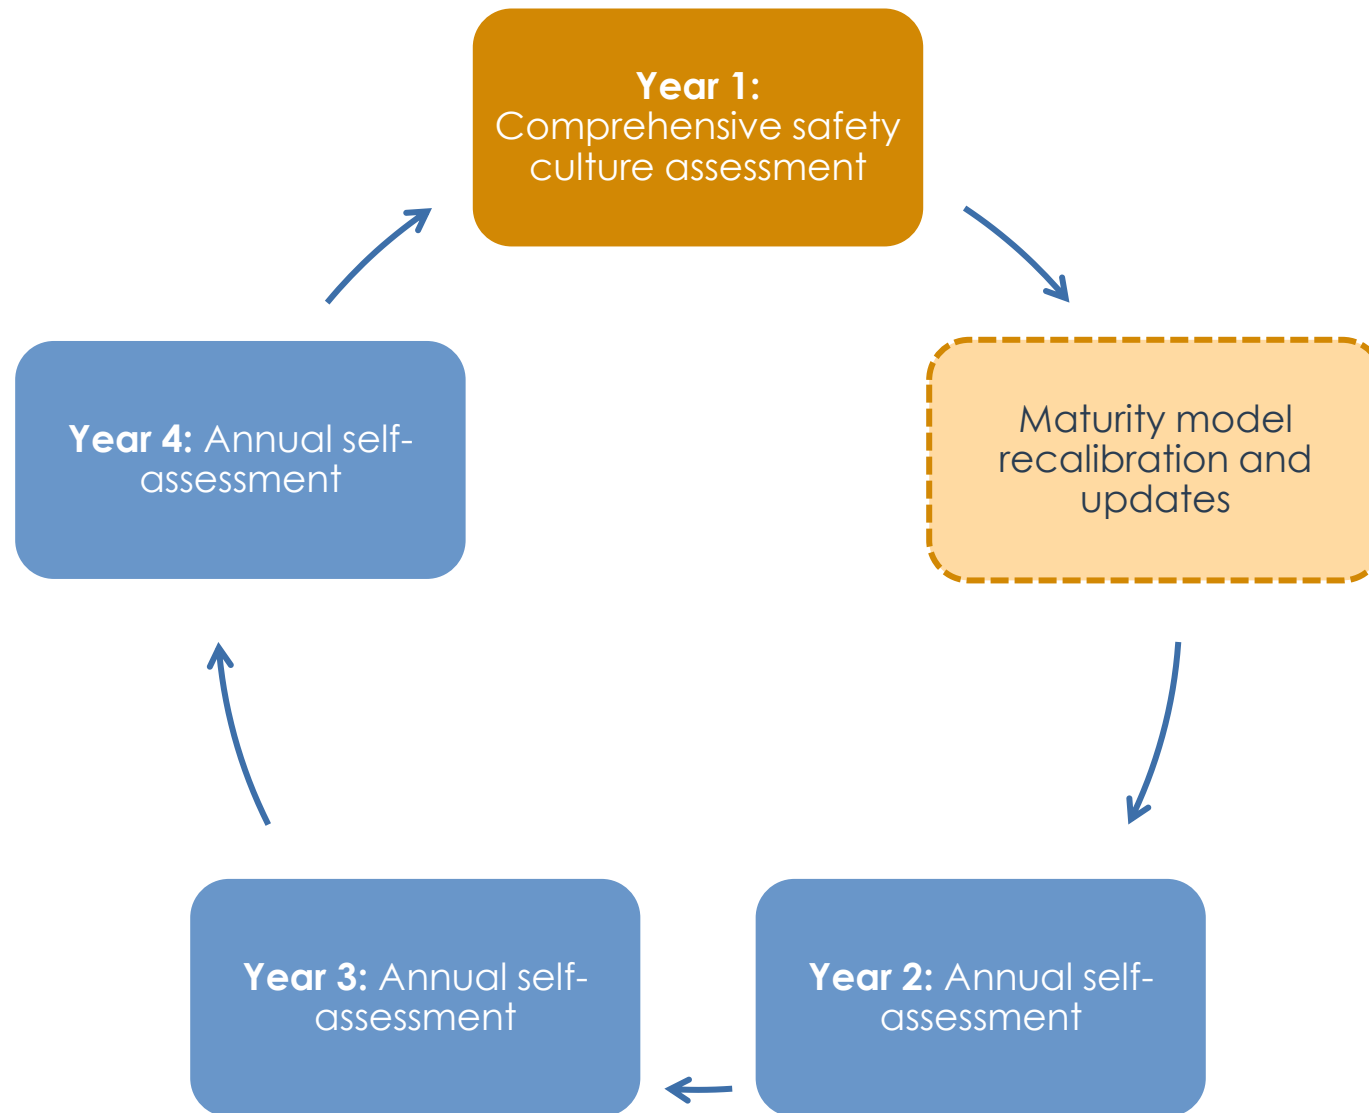 Year 1:
Comprehensive safety
culture assessment
Maturity model
recalibration and
updates
Year 2: Annual self-
assessment
Year 3: Annual self-
assessment
Year 4: Annual self-
assessment